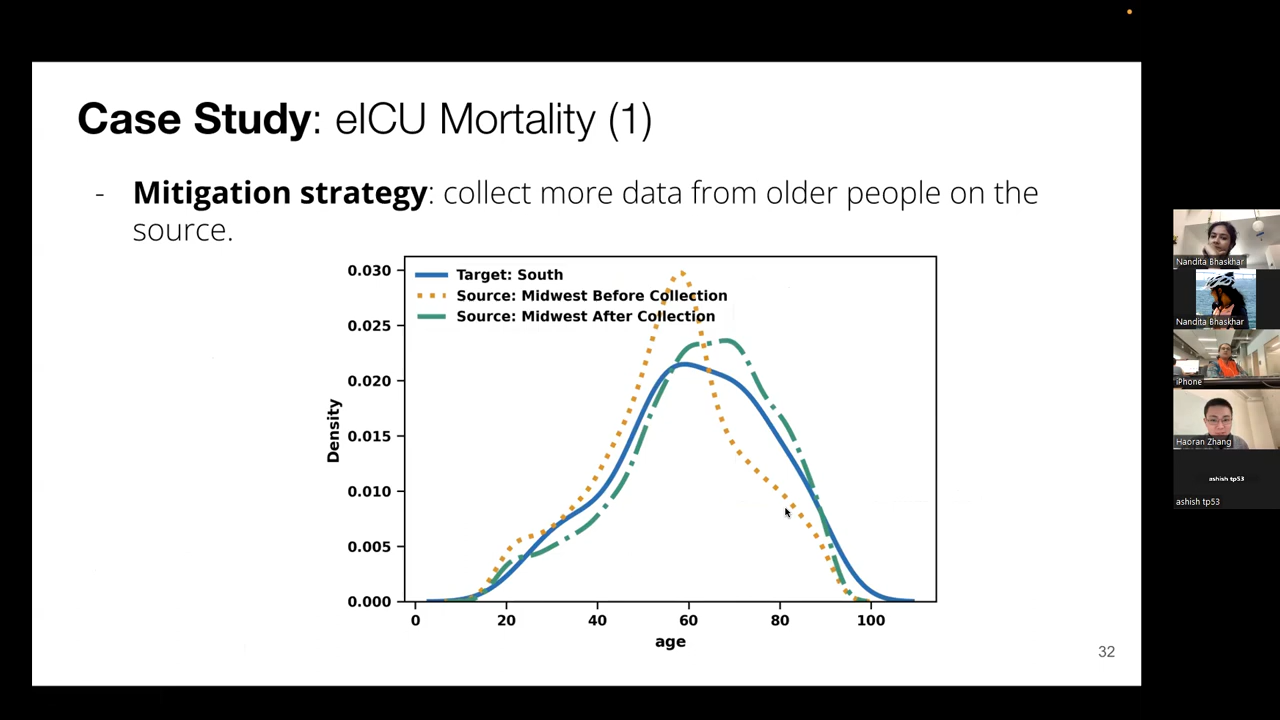 Case Study: eICU Mortality (1)
- Mitigation strategy: collect more data from older people on the
source.
Target: South
Source: Midwest Before Collection
Source: Midwest After Collection
0.030
0.025
0.020
0.015
0.010
0.005
0.000
Density
0 20 40 60 80 100
age
32
Nandita Bhaskhar
Nandita Bhaskhar
iPhone
Haoran Zhang
ashish tp53
ashish tp53